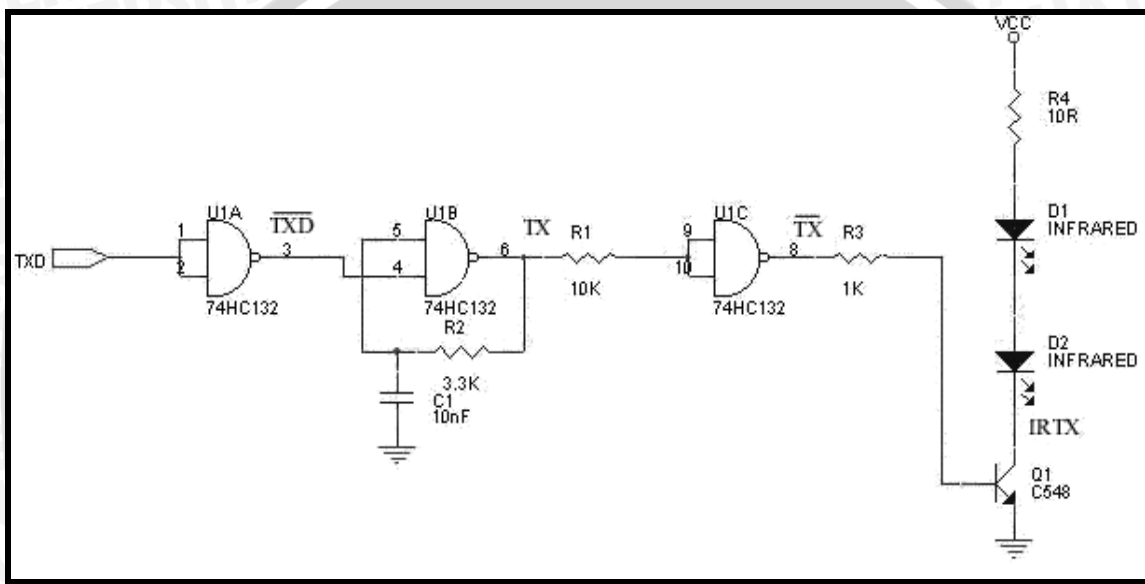 VCC
R4
10R
D1
INFRARED
U1A
TXD
U1B
TX
R1
U1C
TX
R3
1
2
3
5
4
6
9
10
8
TXD
74HC132
74HC132
10K
74HC132
1K
R2
3.3K
C1
10nF
D2
INFRARED
IRTX
Q1
C548